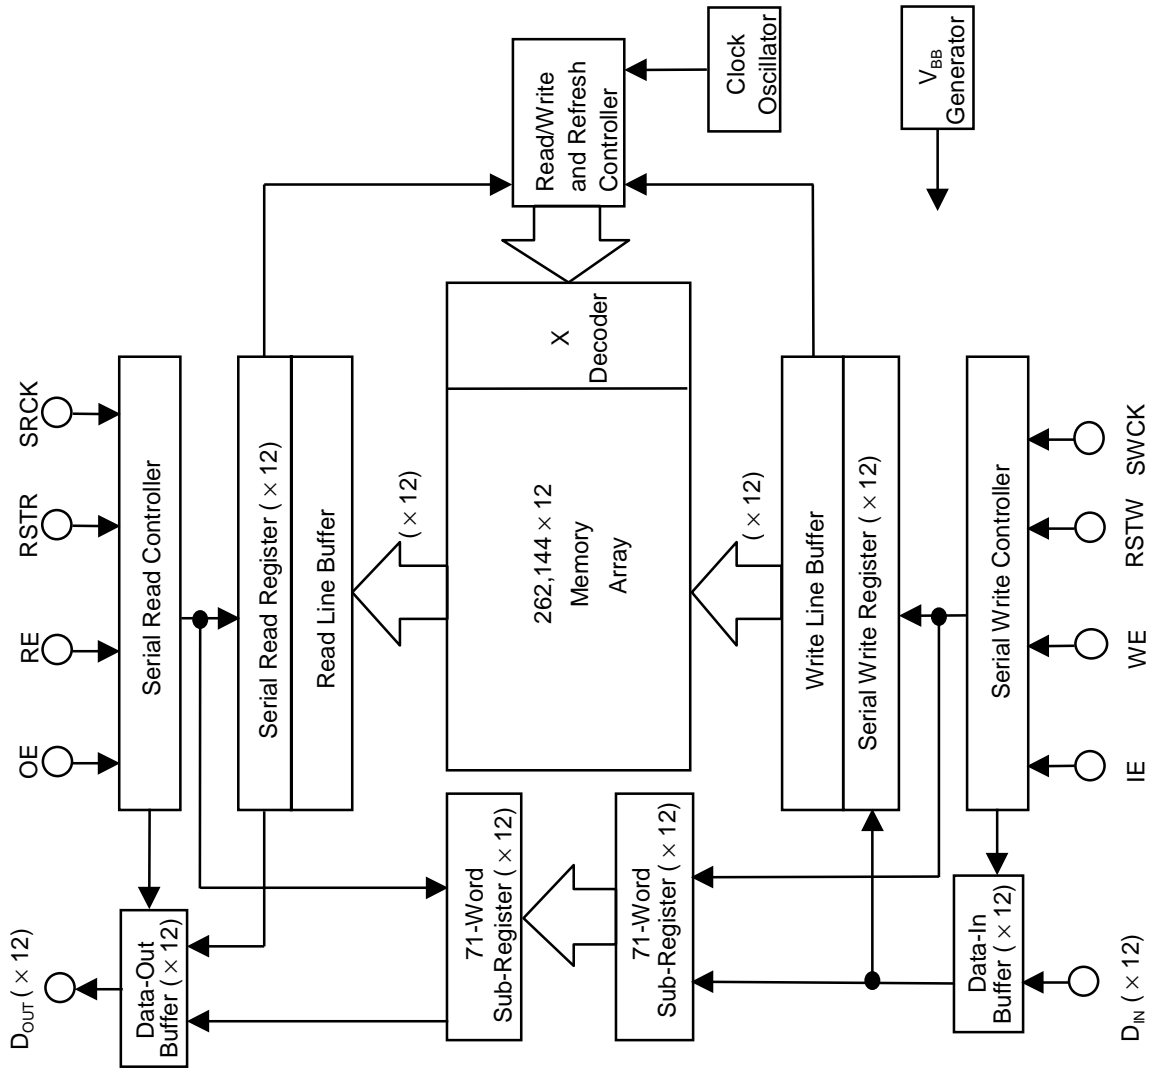 D_OUT (× 12)
OE
RE
RSTR
SRCK
Data-Out
Buffer (× 12)
Serial Read Controller
Serial Read Register (× 12)
Read Line Buffer
(× 12)
71-Word
Sub-Register (× 12)
262,144 × 12
Memory
Array
X
Decoder
Read/Write
and Refresh
Controller
Clock
Oscillator
71-Word
Sub-Register (× 12)
(× 12)
Write Line Buffer
Serial Write Register (× 12)
V_BB
Generator
Data-In
Buffer (× 12)
Serial Write Controller
D_IN (× 12)
IE
WE
RSTW
SWCK